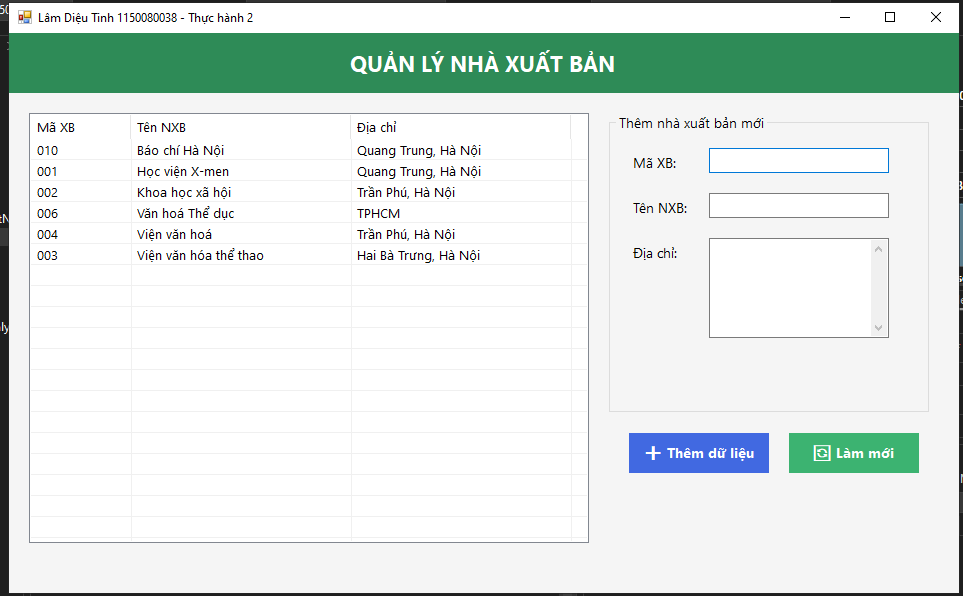 Lâm Diệu Tinh 1150080038 - Thực hành 2
QUẢN LÝ NHÀ XUẤT BẢN
Mã XB Tên NXB Địa chỉ
010 Báo chí Hà Nội Quang Trung, Hà Nội
001 Học viện X-men Quang Trung, Hà Nội
002 Khoa học xã hội Trần Phú, Hà Nội
006 Văn hoá Thể dục TPHCM
004 Viện văn hoá Trần Phú, Hà Nội
003 Viện văn hóa thể thao Hai Bà Trưng, Hà Nội
Thêm nhà xuất bản mới
Mã XB:
Tên NXB:
Địa chỉ:
Thêm dữ liệu
Làm mới